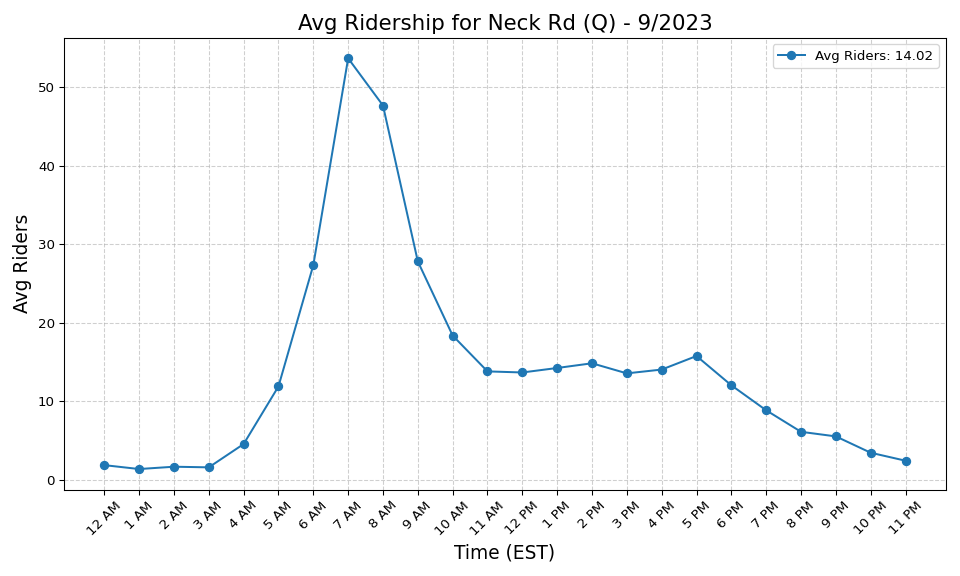 Avg Ridership for Neck Rd (Q) - 9/2023
Avg Riders: 14.02
50
40
30
20
10
0
Avg Riders
12 AM
1 AM
2 AM
3 AM
4 AM
5 AM
6 AM
7 AM
8 AM
9 AM
10 AM
11 AM
12 PM
1 PM
2 PM
3 PM
4 PM
5 PM
6 PM
7 PM
8 PM
9 PM
10 PM
11 PM
Time (EST)